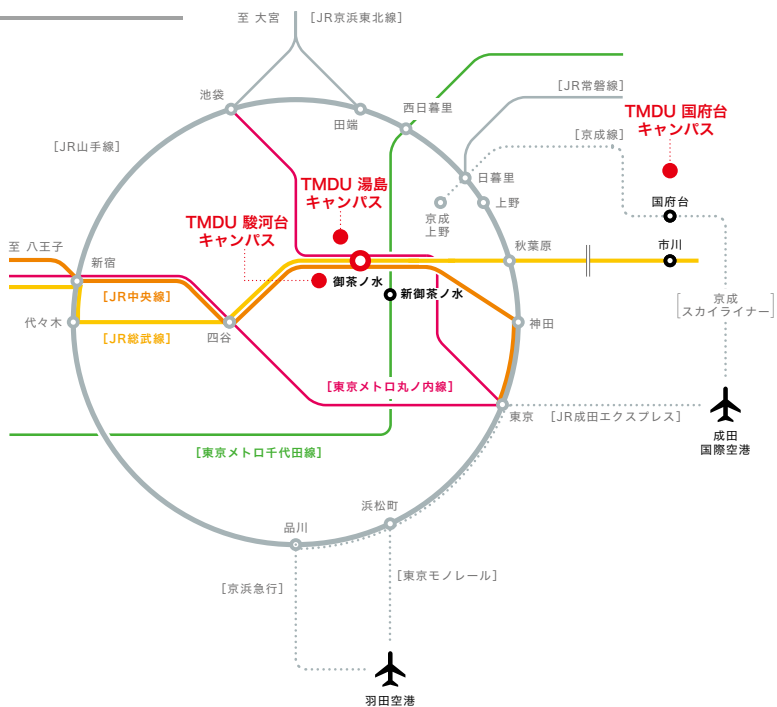 至 大宮
[JR京浜東北線]
池袋
田端
西日暮里
[JR常磐線]
TMDU 国府台
キャンパス
[京成線]
[JR山手線]
日暮里
TMDU 湯島
キャンパス
上野
国府台
京成
上野
TMDU 駿河台
キャンパス
至 八王子
新宿
秋葉原
市川
御茶ノ水
新御茶ノ水
[JR中央線]
京成
スカイライナー
代々木
四谷
神田
[JR総武線]
[東京メトロ丸ノ内線]
東京
[JR成田エクスプレス]
成田
国際空港
[東京メトロ千代田線]
浜松町
品川
[京浜急行]
[東京モノレール]
羽田空港